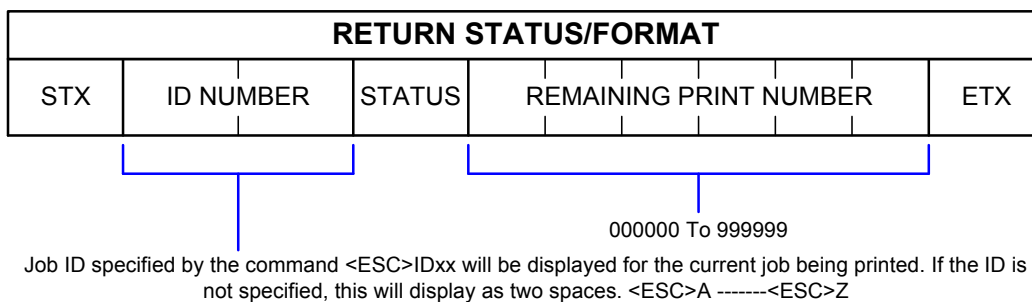 RETURN STATUS/FORMAT
STX ID NUMBER STATUS REMAINING PRINT NUMBER ETX
000000 To 999999
Job ID specified by the command <ESC>IDxx will be displayed for the current job being printed. If the ID is
not specified, this will display as two spaces. <ESC>A -------<ESC>Z